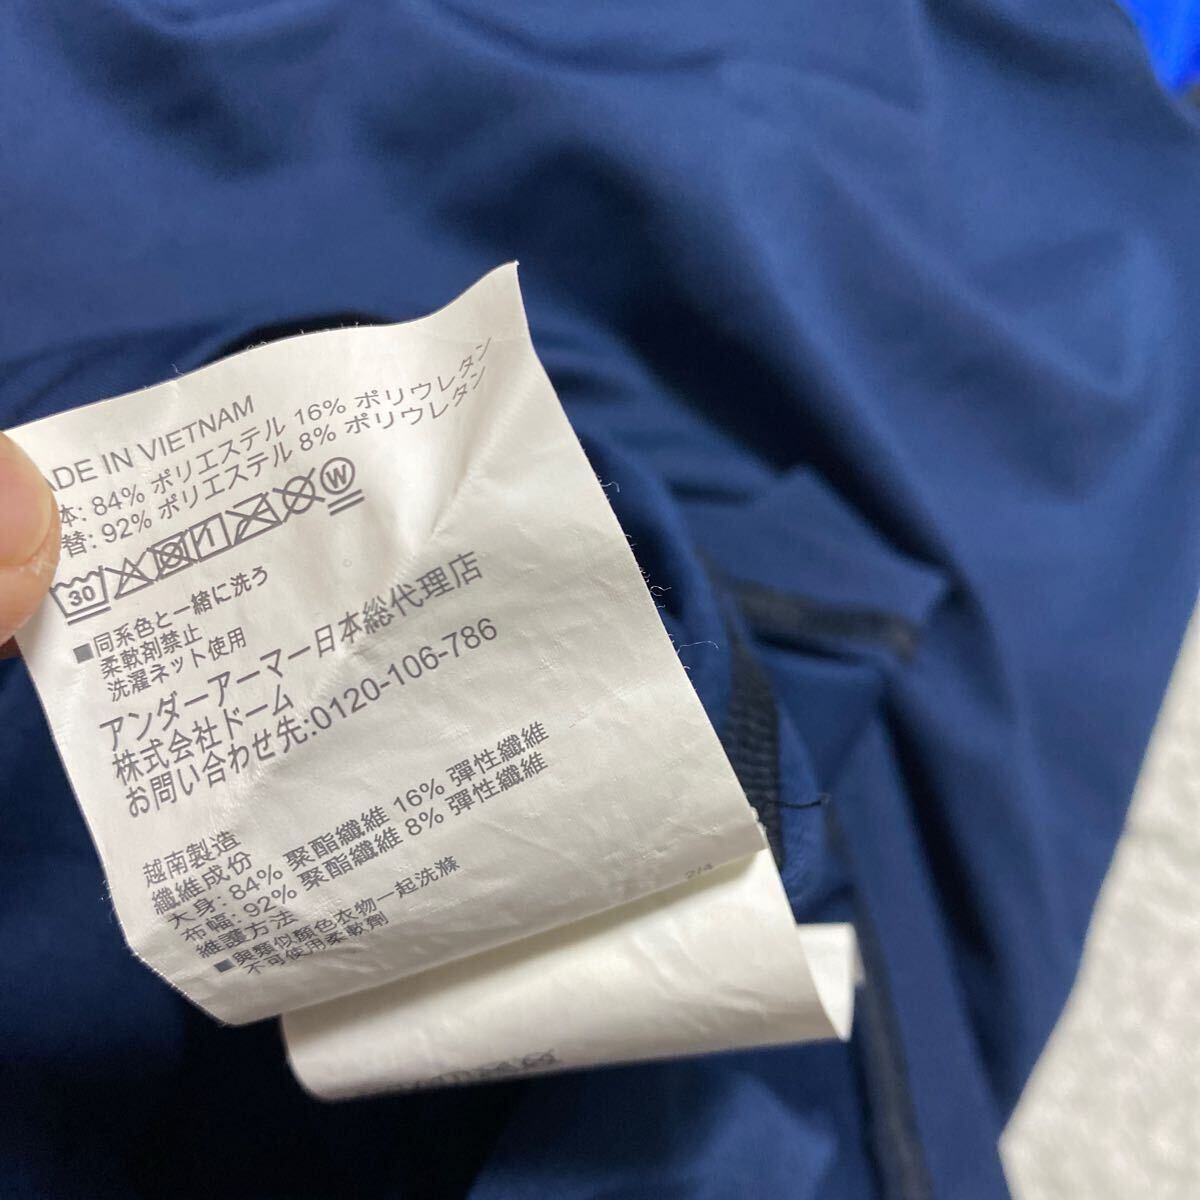 ADE IN VIETNAM
本: 84% ポリエステル 16% ポリウレタン
替: 92% ポリエステル 8% ポリウレタン
30 W
■同系色と一緒に洗ろ
柔軟剤禁止
洗濯ネット使用
アンダーアーマー日本総代理店
株式会社ドーム
お問い合わせ先:0120-106-786
越南製造
纖維成份
大身: 84% 聚酯纖維 16% 彈性纖維
布幅: 92% 聚酯纖維 8% 彈性纖維
維護方法
■與類似顏色衣物一起洗滌
不可使用柔軟劑
2/4